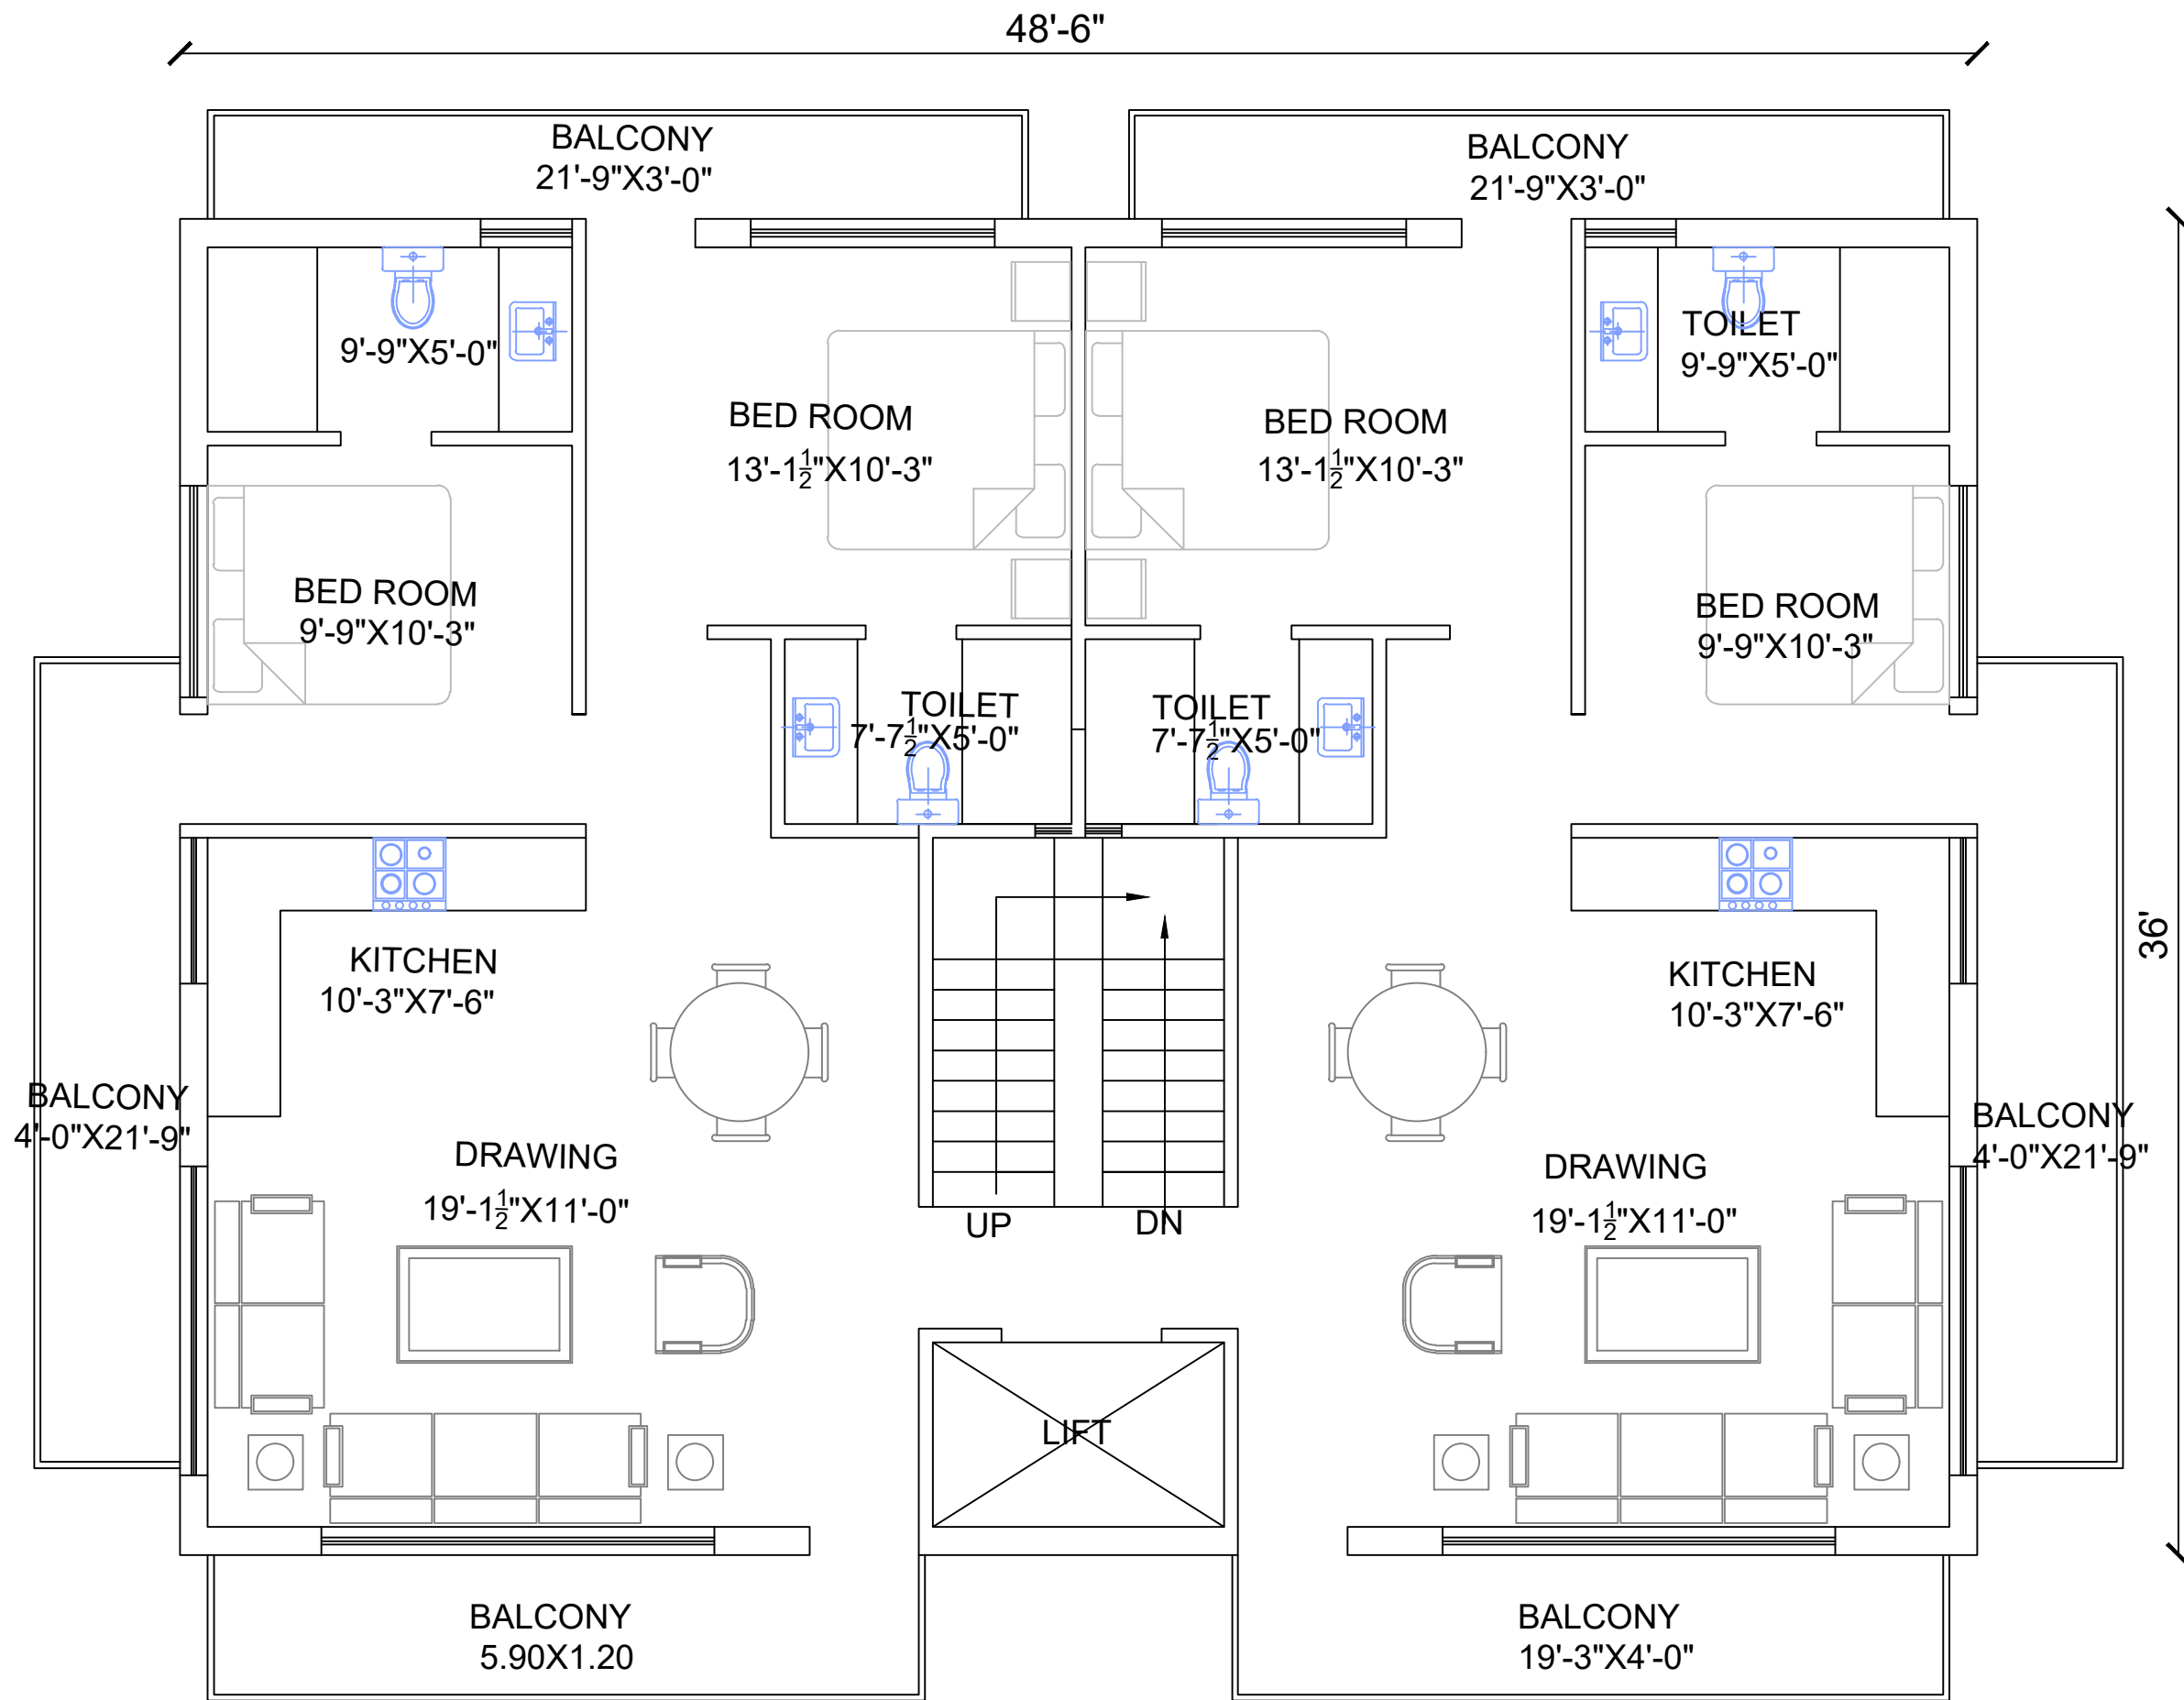 48'-6"
BALCONY
21'-9"X3'-0"
BALCONY
21'-9"X3'-0"
9'-9"X5'-0"
TOILET
9'-9"X5'-0"
BED ROOM
13'-1½"X10'-3"
BED ROOM
13'-1½"X10'-3"
BED ROOM
9'-9"X10'-3"
BED ROOM
9'-9"X10'-3"
TOILET
7'-7½"X5'-0"
TOILET
7'-7½"X5'-0"
36'
KITCHEN
10'-3"X7'-6"
KITCHEN
10'-3"X7'-6"
BALCONY
4'-0"X21'-9"
BALCONY
4'-0"X21'-9"
DRAWING
19'-1½"X11'-0"
DRAWING
19'-1½"X11'-0"
UP
DN
LIFT
BALCONY
5.90X1.20
BALCONY
19'-3"X4'-0"